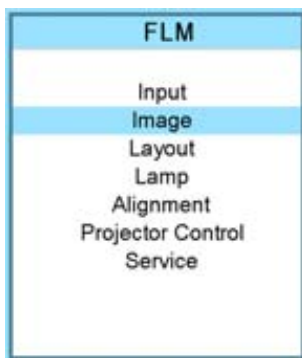 FLM
Input
Image
Layout
Lamp
Alignment
Projector Control
Service